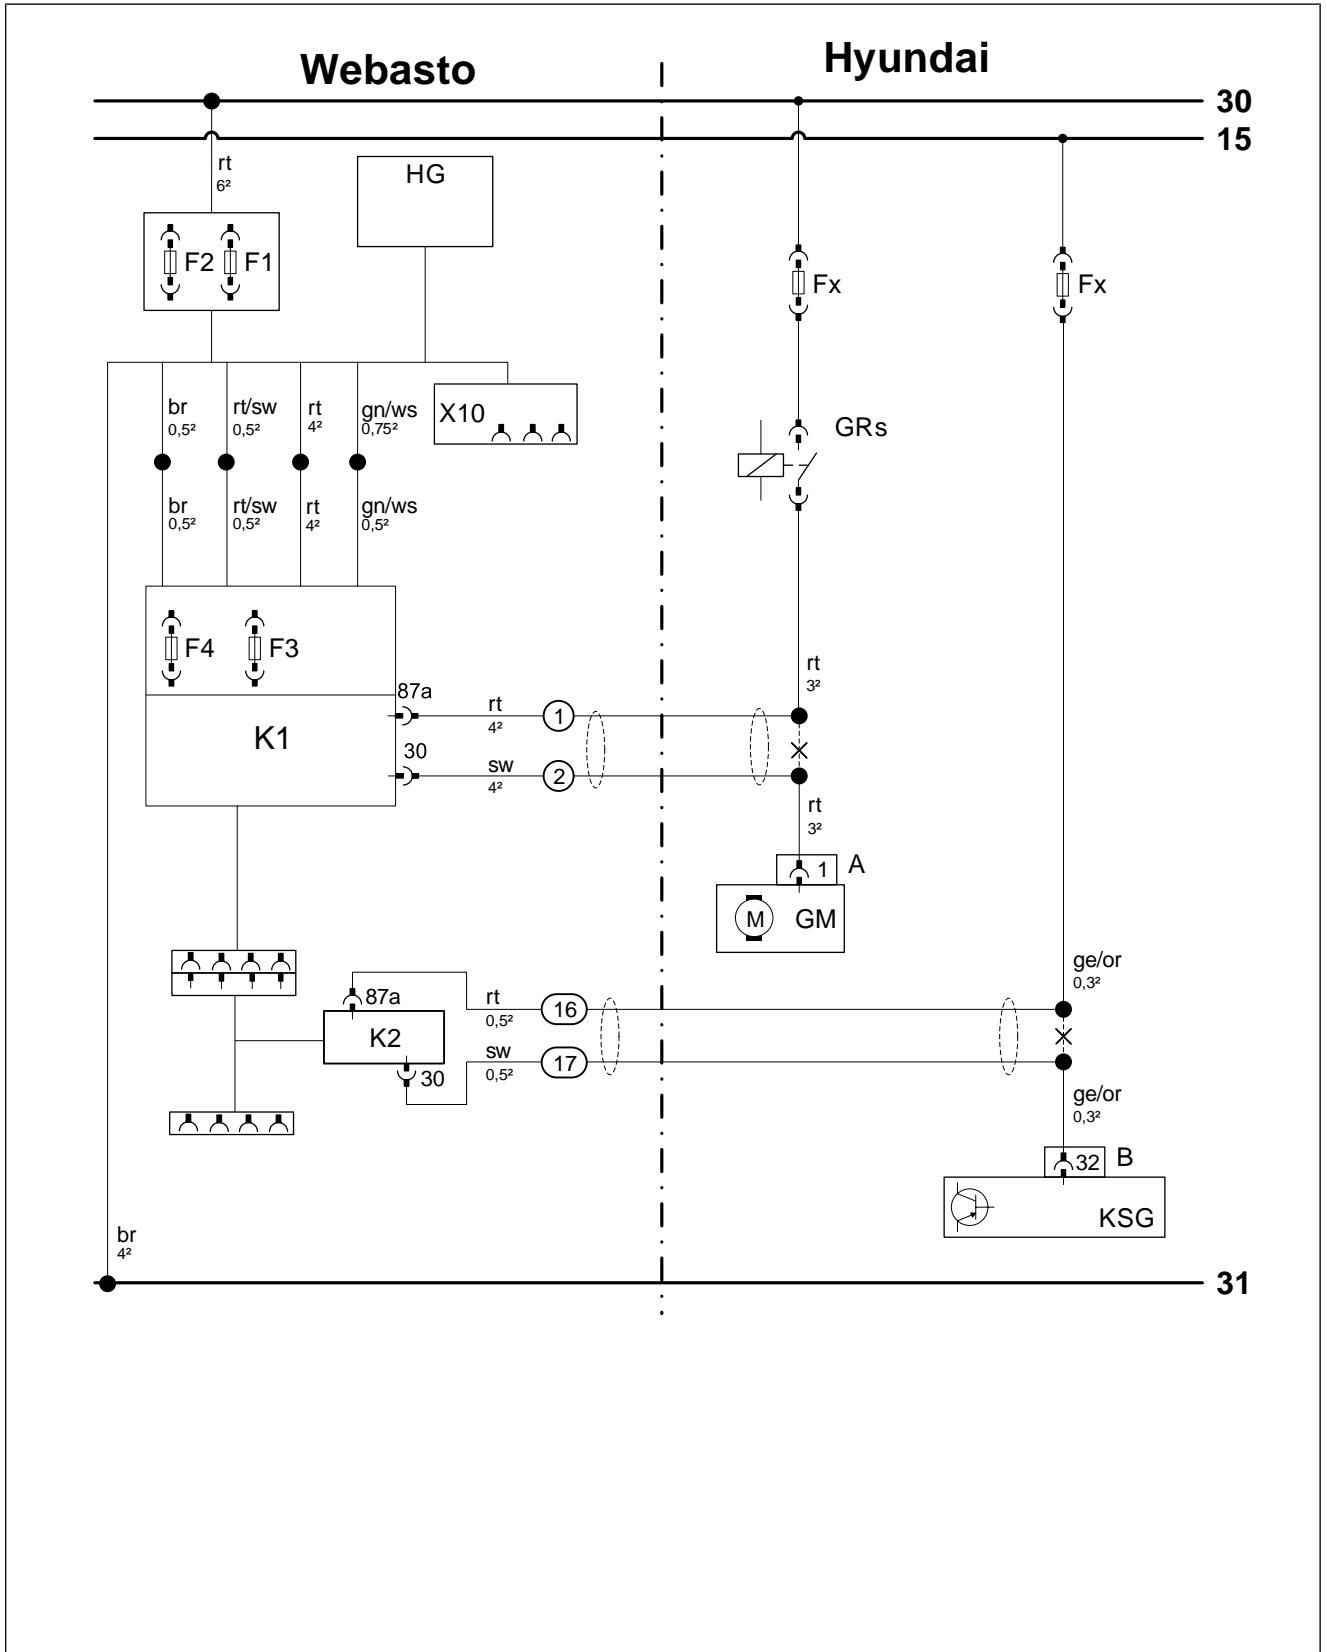 Webasto
Hyundai
30
15
rt
6²
HG
F2
F1
Fx
Fx
br
0,5²
rt/sw
0,5²
rt
4²
gn/ws
0,75²
X10
GRs
br
0,5²
rt/sw
0,5²
rt
4²
gn/ws
0,5²
F4
F3
rt
3²
87a
rt
4²
1
K1
30
sw
4²
2
rt
3²
1
A
M
GM
ge/or
0,3²
87a
rt
0,5²
16
K2
30
sw
0,5²
17
ge/or
0,3²
32
B
KSG
br
4²
31